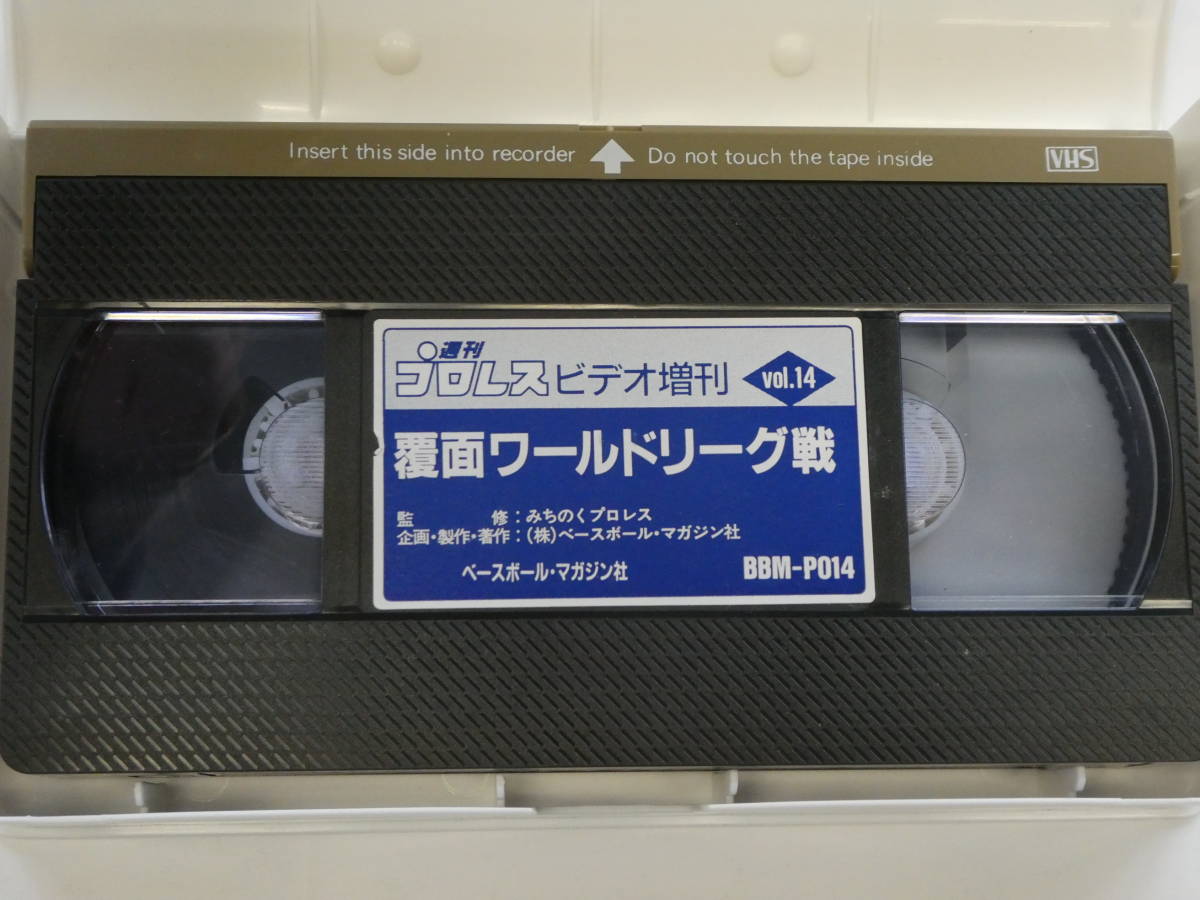 Insert this side into recorder Do not touch the tape inside VHS
週刊
プロレスビデオ増刊 vol.14
覆面ワールドリーグ戦
監修：みちのくプロレス
企画・製作・著作：(株)ベースボール・マガジン社
ベースボール・マガジン社 BBM-P014